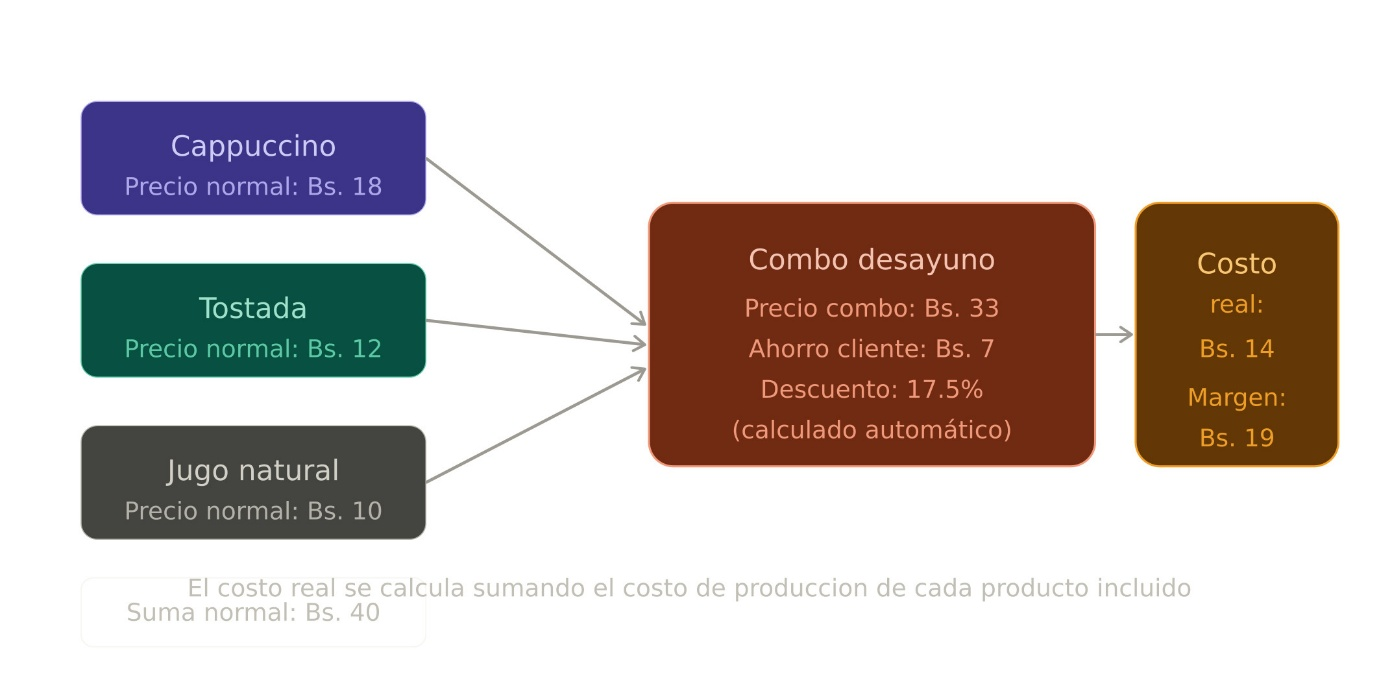 Cappuccino
Precio normal: Bs. 18
Tostada
Precio normal: Bs. 12
Jugo natural
Precio normal: Bs. 10
Combo desayuno
Precio combo: Bs. 33
Ahorro cliente: Bs. 7
Descuento: 17.5%
(calculado automático)
Costo
real:
Bs. 14
Margen:
Bs. 19
El costo real se calcula sumando el costo de produccion de cada producto incluido
Suma normal: Bs. 40